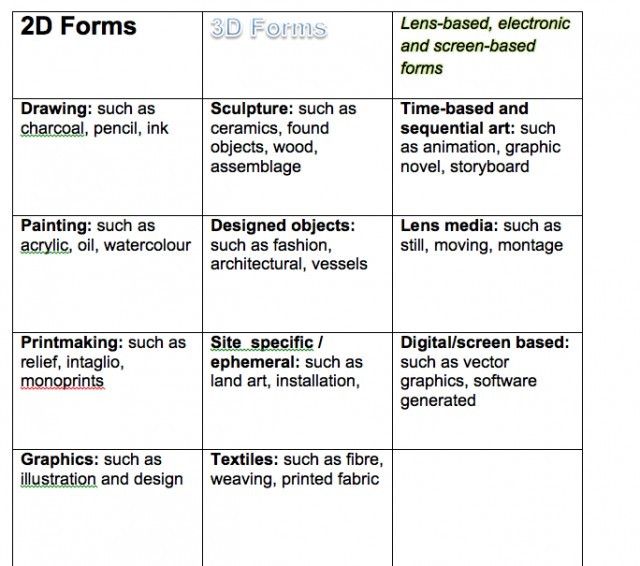 2D Forms
3D Forms
Lens-based, electronic
and screen-based
forms
Drawing: such as
charcoal, pencil, ink
Sculpture: such as
ceramics, found
objects, wood,
assemblage
Time-based and
sequential art: such
as animation, graphic
novel, storyboard
Painting: such as
acrylic, oil, watercolour
Designed objects:
such as fashion,
architectural, vessels
Lens media: such as
still, moving, montage
Printmaking: such as
relief, intaglio,
monoprints
Site specific /
ephemeral: such as
land art, installation,
Digital/screen based:
such as vector
graphics, software
generated
Graphics: such as
illustration and design
Textiles: such as fibre,
weaving, printed fabric